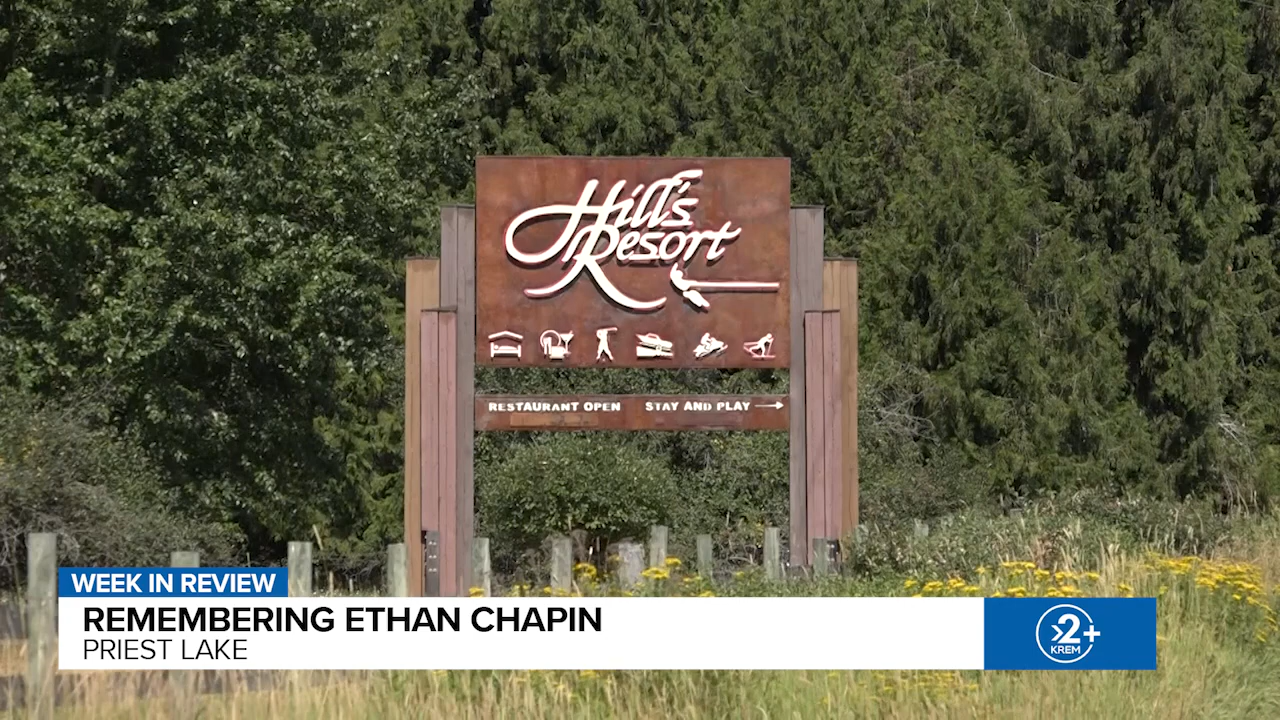 Hill's
Resort
RESTAURANT OPEN STAY AND PLAY →
WEEK IN REVIEW
REMEMBERING ETHAN CHAPIN
PRIEST LAKE
2+
KREM